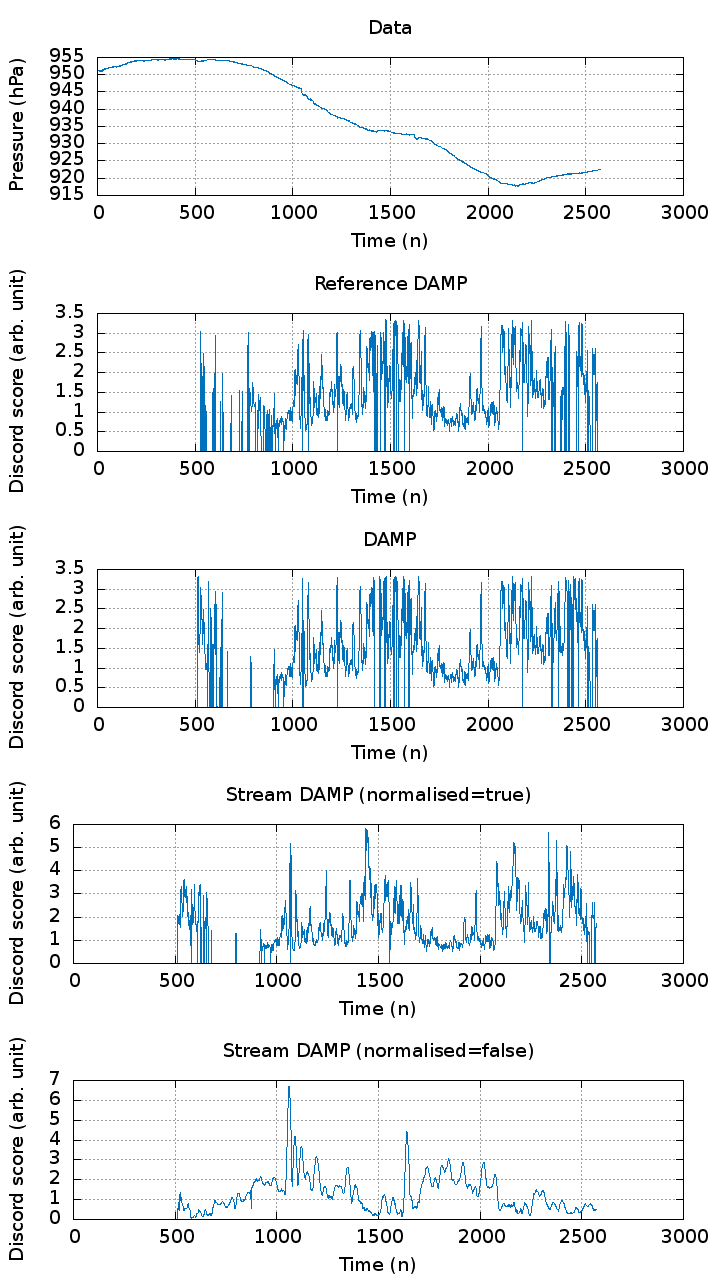 Data
Pressure (hPa)
955
950
945
940
935
930
925
920
915
0 500 1000 1500 2000 2500 3000
Time (n)
Reference DAMP
Discord score (arb. unit)
3.5
3
2.5
2
1.5
1
0.5
0
0 500 1000 1500 2000 2500 3000
Time (n)
DAMP
Discord score (arb. unit)
3.5
3
2.5
2
1.5
1
0.5
0
0 500 1000 1500 2000 2500 3000
Time (n)
Stream DAMP (normalised=true)
Discord score (arb. unit)
6
5
4
3
2
1
0
0 500 1000 1500 2000 2500 3000
Time (n)
Stream DAMP (normalised=false)
Discord score (arb. unit)
7
6
5
4
3
2
1
0
0 500 1000 1500 2000 2500 3000
Time (n)